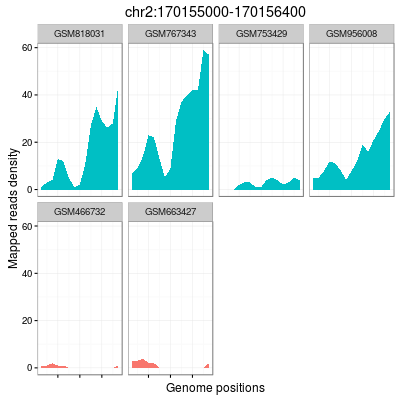 chr2:170155000-170156400
GSM818031 GSM767343 GSM753429 GSM956008
60
40
20
0
GSM466732 GSM663427
60
40
20
0
Mapped reads density
Genome positions